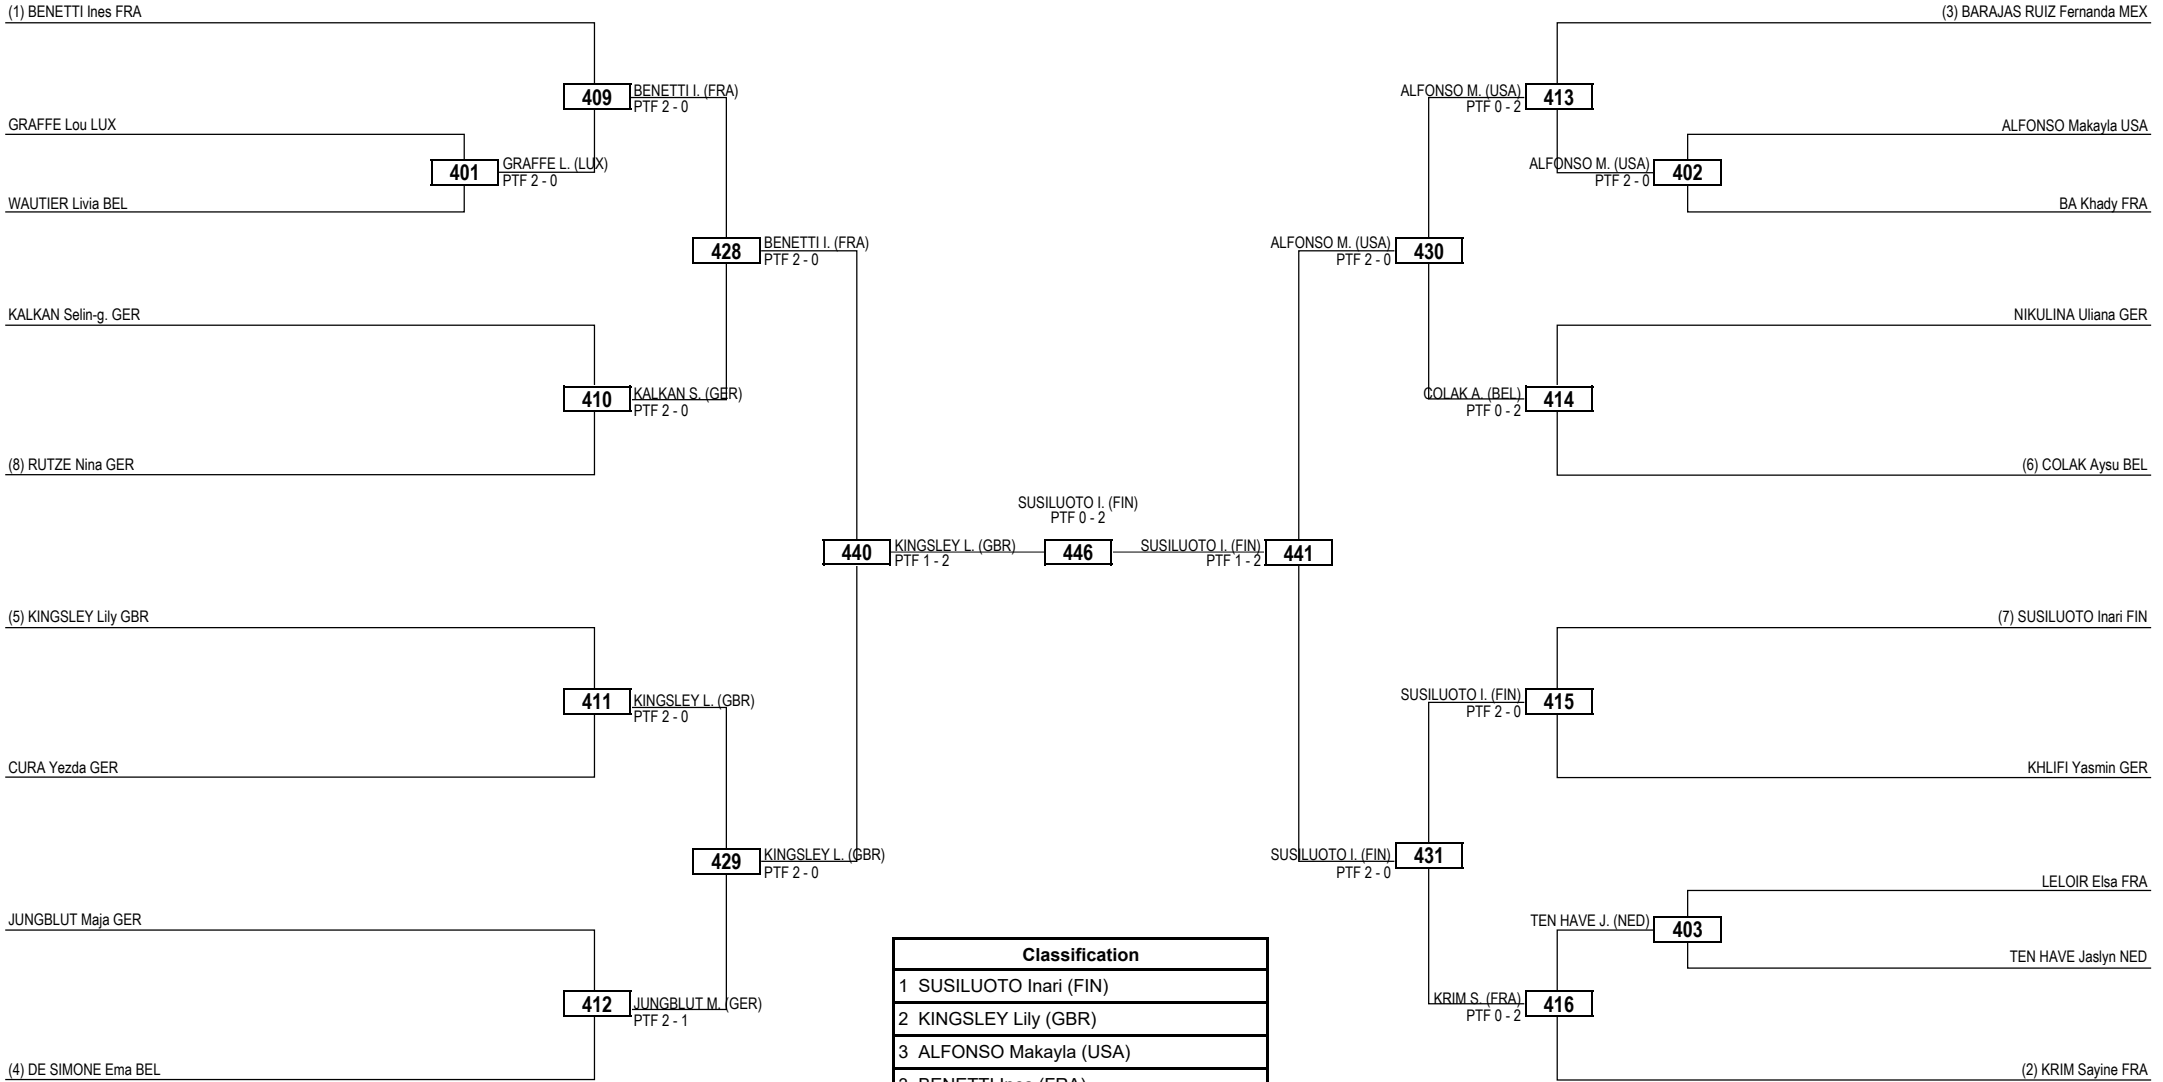 (1) BENETTI Ines FRA
(3) BARAJAS RUIZ Fernanda MEX
409
BENETTI I. (FRA)
PTF 2 - 0
ALFONSO M. (USA)
PTF 0 - 2
413
GRAFFE Lou LUX
ALFONSO Makayla USA
401
GRAFFE L. (LUX)
PTF 2 - 0
ALFONSO M. (USA)
PTF 2 - 0
402
WAUTIER Livia BEL
BA Khady FRA
428
BENETTI I. (FRA)
PTF 2 - 0
ALFONSO M. (USA)
PTF 2 - 0
430
KALKAN Selin-g. GER
NIKULINA Uliana GER
410
KALKAN S. (GER)
PTF 2 - 0
COLAK A. (BEL)
PTF 0 - 2
414
(8) RUTZE Nina GER
(6) COLAK Aysu BEL
SUSILUOTO I. (FIN)
PTF 0 - 2
440
KINGSLEY L. (GBR)
PTF 1 - 2
446
SUSILUOTO I. (FIN)
PTF 1 - 2
441
(5) KINGSLEY Lily GBR
(7) SUSILUOTO Inari FIN
411
KINGSLEY L. (GBR)
PTF 2 - 0
SUSILUOTO I. (FIN)
PTF 2 - 0
415
CURA Yezda GER
KHLIFI Yasmin GER
429
KINGSLEY L. (GBR)
PTF 2 - 0
SUSILUOTO I. (FIN)
PTF 2 - 0
431
LELOIR Elsa FRA
JUNGBLUT Maja GER
TEN HAVE J. (NED)
403
TEN HAVE Jaslyn NED
412
JUNGBLUT M. (GER)
PTF 2 - 1
KRIM S. (FRA)
PTF 0 - 2
416
(4) DE SIMONE Ema BEL
(2) KRIM Sayine FRA
Classification
1 SUSILUOTO Inari (FIN)
2 KINGSLEY Lily (GBR)
3 ALFONSO Makayla (USA)
3 BENETTI Ines (FRA)